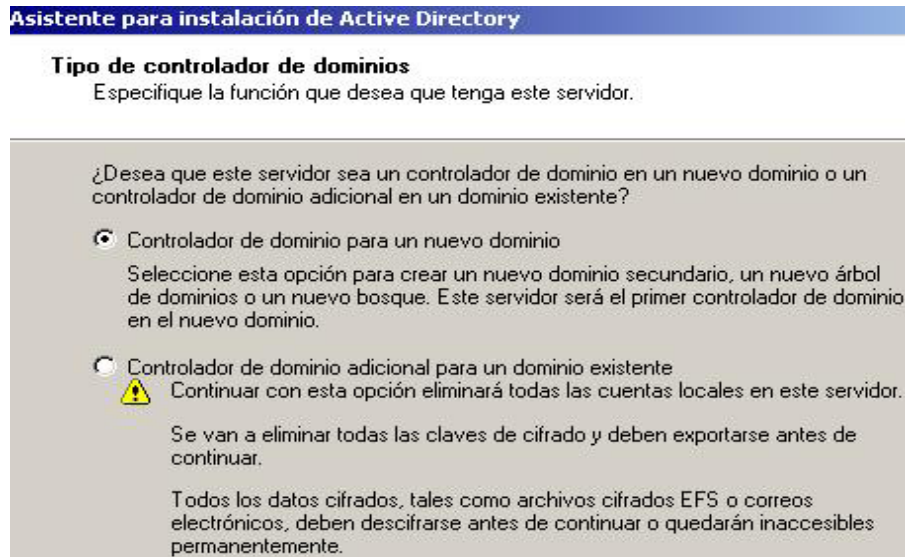 Asistente para instalación de Active Directory
Tipo de controlador de dominios
Especifique la función que desea que tenga este servidor.
¿Desea que este servidor sea un controlador de dominio en un nuevo dominio o un
controlador de dominio adicional en un dominio existente?
Controlador de dominio para un nuevo dominio
Seleccione esta opción para crear un nuevo dominio secundario, un nuevo árbol
de dominios o un nuevo bosque. Este servidor será el primer controlador de dominio
en el nuevo dominio.
Controlador de dominio adicional para un dominio existente
Continuar con esta opción eliminará todas las cuentas locales en este servidor.
Se van a eliminar todas las claves de cifrado y deben exportarse antes de
continuar.
Todos los datos cifrados, tales como archivos cifrados EFS o correos
electrónicos, deben descifrarse antes de continuar o quedarán inaccesibles
permanentemente.